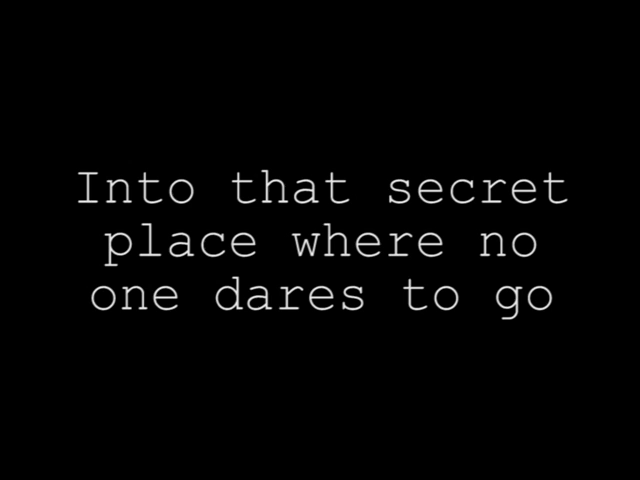 Into that secret
place where no
one dares to go